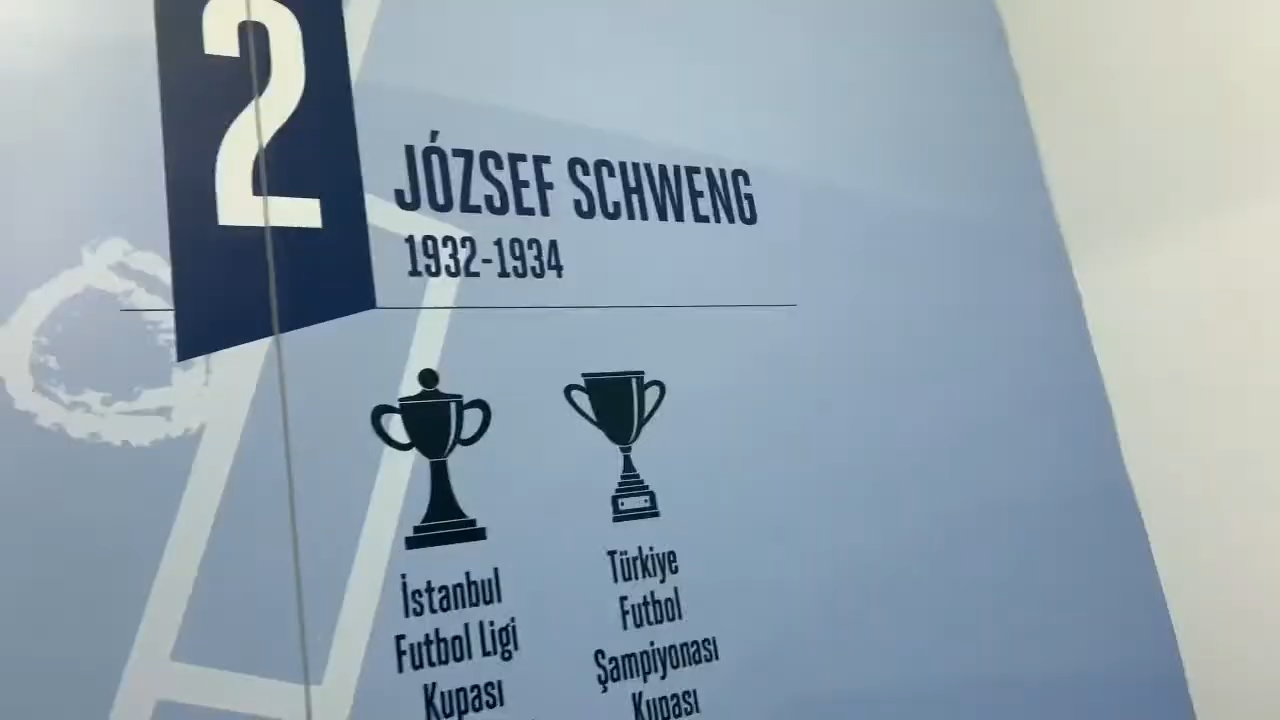 2
JÓZSEF SCHWENG
1932-1934
İstanbul
Futbol Ligi
Kupası
Türkiye
Futbol
Şampiyonası
Kupası